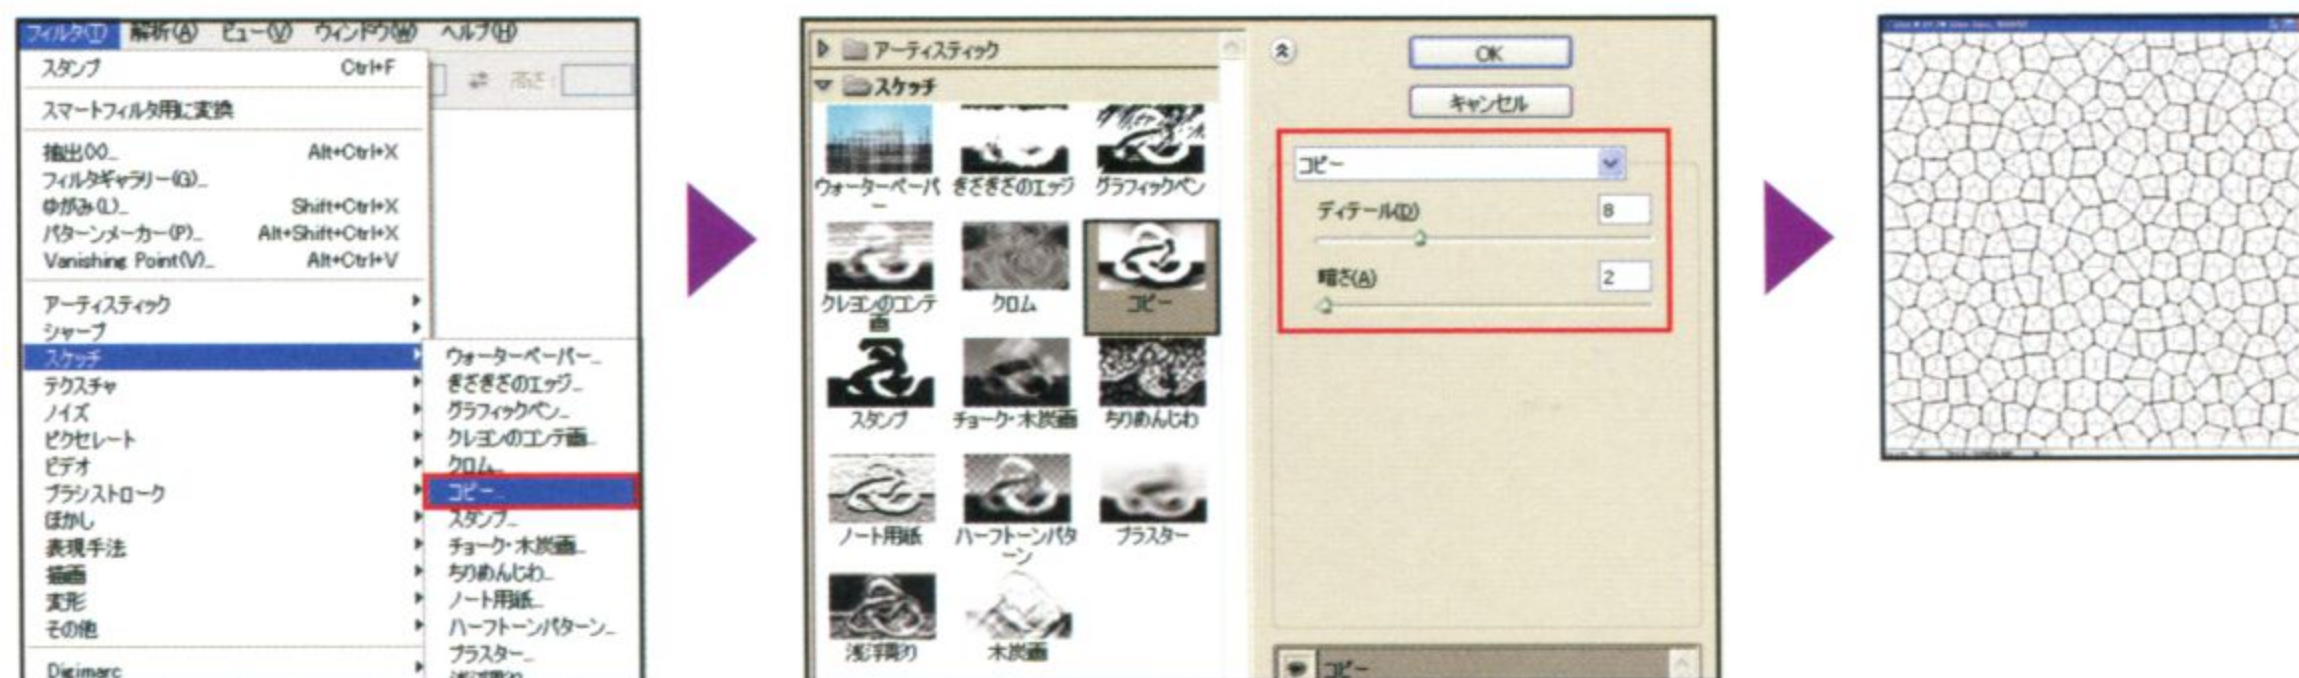 フィルタ(T) 解析(A) ビュー(V) ウィンドウ(W) ヘルプ(H)
スタンプ Ctrl+F
高さ:
スマートフィルタ用に変換
抽出(X)... Alt+Ctrl+X
フィルタギャラリー(G)...
ゆがみ(L)... Shift+Ctrl+X
パターンメーカー(P)... Alt+Shift+Ctrl+X
Vanishing Point(V)... Alt+Ctrl+V
アーティスティック
シャープ
スケッチ
テクスチャ
ノイズ
ピクセレート
ビデオ
ブラシストローク
ぼかし
表現手法
描画
変形
その他
Digimarc
ウォーターペーパー...
ぎざぎざのエッジ...
グラフィックペン...
クレヨンのコンテ画...
クロム...
コピー...
スタンプ...
チョーク・木炭画...
ちりめんじわ...
ノート用紙...
ハーフトーンパターン...
プラスター...
アーティスティック
スケッチ
ウォーターペーパ
ー
ぎざぎざのエッジ
グラフィックペン
クレヨンのコンテ
画
クロム
コピー
スタンプ
チョーク・木炭画
ちりめんじわ
ノート用紙
ハーフトーンパタ
ーン
プラスター
浅浮彫り
木炭画
OK
キャンセル
コピー
ディテール(D) 8
暗さ(A) 2
コピー